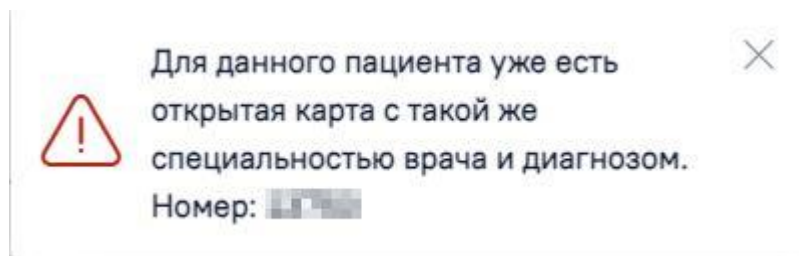 Для данного пациента уже есть
открытая карта с такой же
специальностью врача и диагнозом.
Номер: